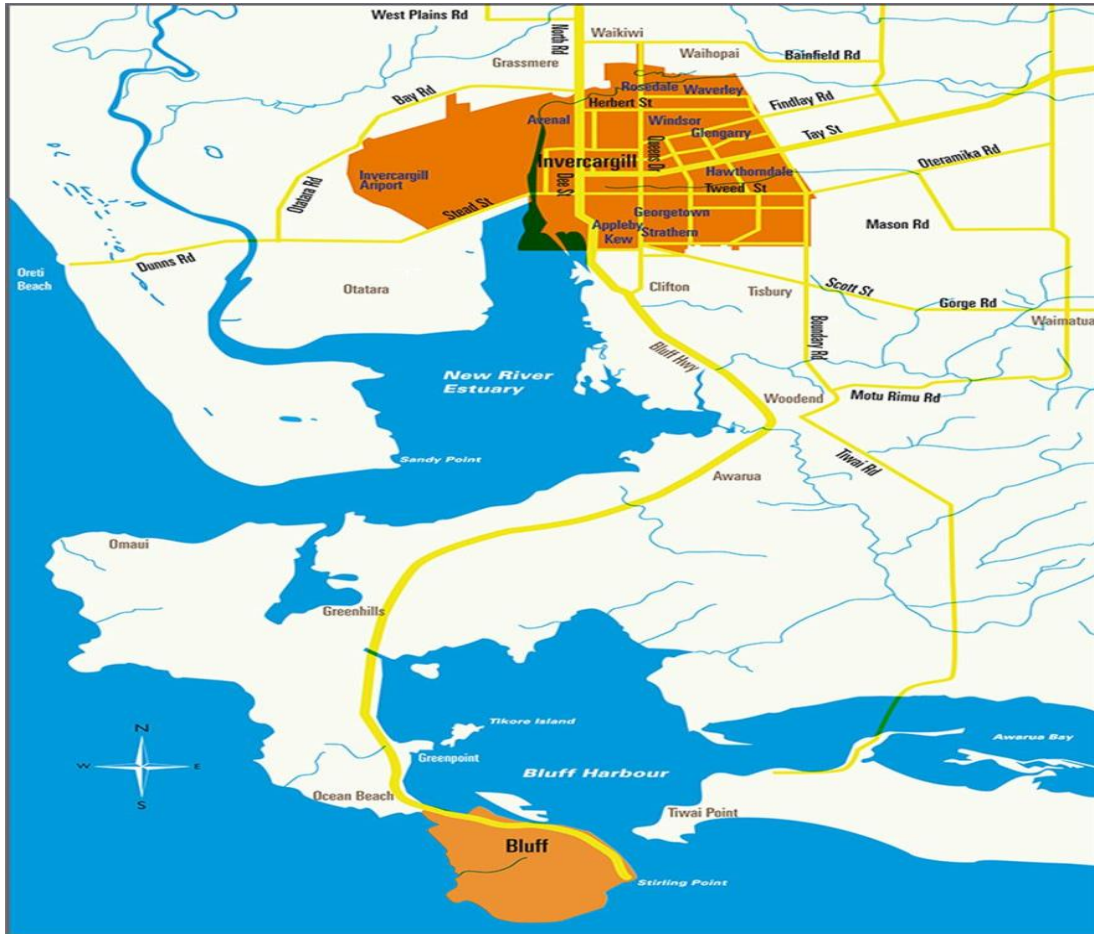 West Plains Rd
North Rd
Waikiwi
Waihopai
Bainfield Rd
Grassmere
Bay Rd
Rosedale
Waverley
Herbert St
Findlay Rd
Avenal
Windsor
Glengarry
Tay St
Queens Dr
Invercargill
Oteramika Rd
Invercargill
Ariport
Dee St
Hawthorndale
Tweed St
Otatara Rd
Stead St
Georgetown
Appleby
Kew
Strathern
Mason Rd
Dunns Rd
Oreti
Beach
Otatara
Clifton
Tisbury
Scott St
Gorge Rd
Waimatua
Boundary Rd
Bluff Hwy
New River
Estuary
Woodend
Motu Rimu Rd
Sandy Point
Awarua
Tiwai Rd
Omaui
Greenhills
N
W
E
S
Tikore Island
Greenpoint
Bluff Harbour
Awarua Bay
Ocean Beach
Tiwai Point
Bluff
Stirling Point